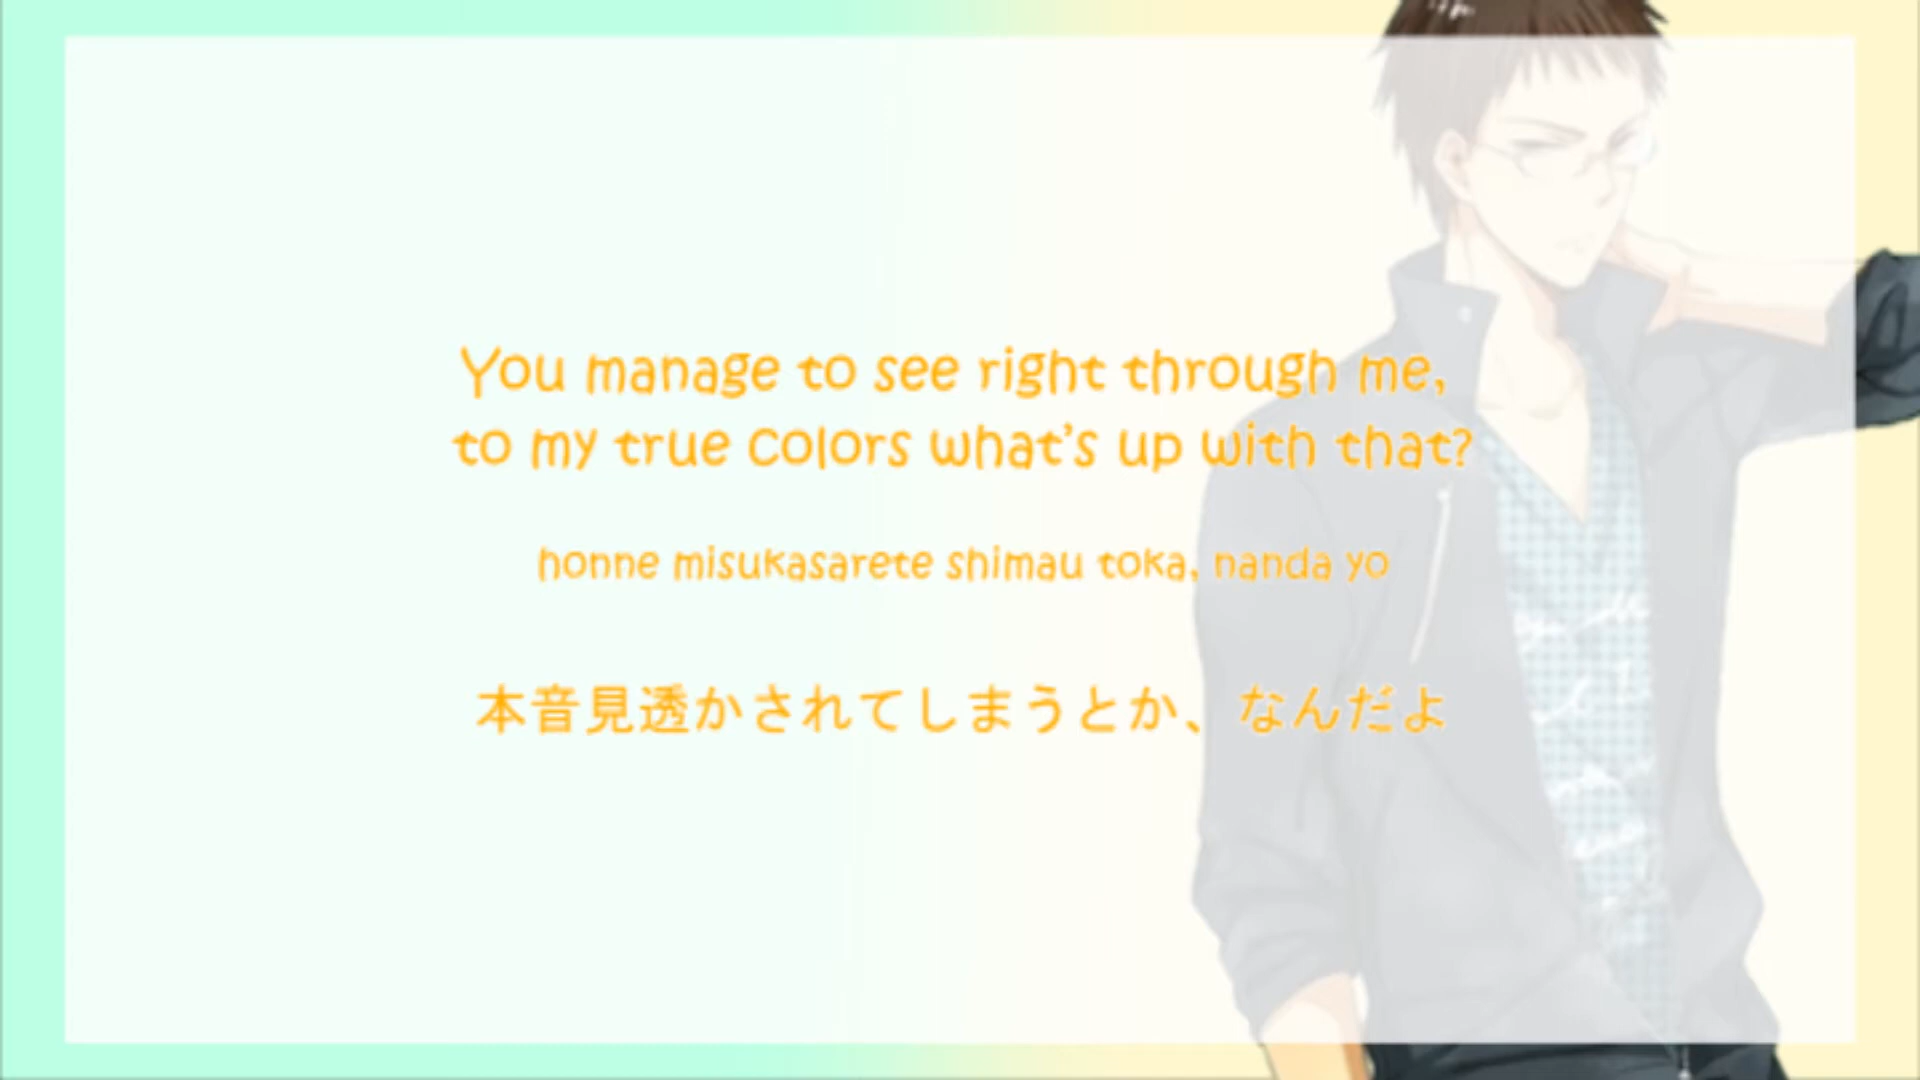 You manage to see right through me,
to my true colors what's up with that?
honne misukasarete shimau toka, nanda yo
本音見透かされてしまうとか、なんだよ